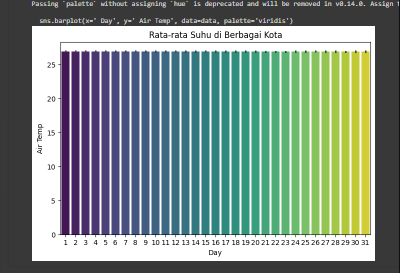 Passing `palette` without assigning `hue` is deprecated and will be removed in v0.14.0. Assign
sns.barplot(x=' Day', y=' Air Temp', data=data, palette='viridis')
Rata-rata Suhu di Berbagai Kota
25
20
15
10
5
0
Air Temp
1 2 3 4 5 6 7 8 9 10 11 12 13 14 15 16 17 18 19 20 21 22 23 24 25 26 27 28 29 30 31
Day